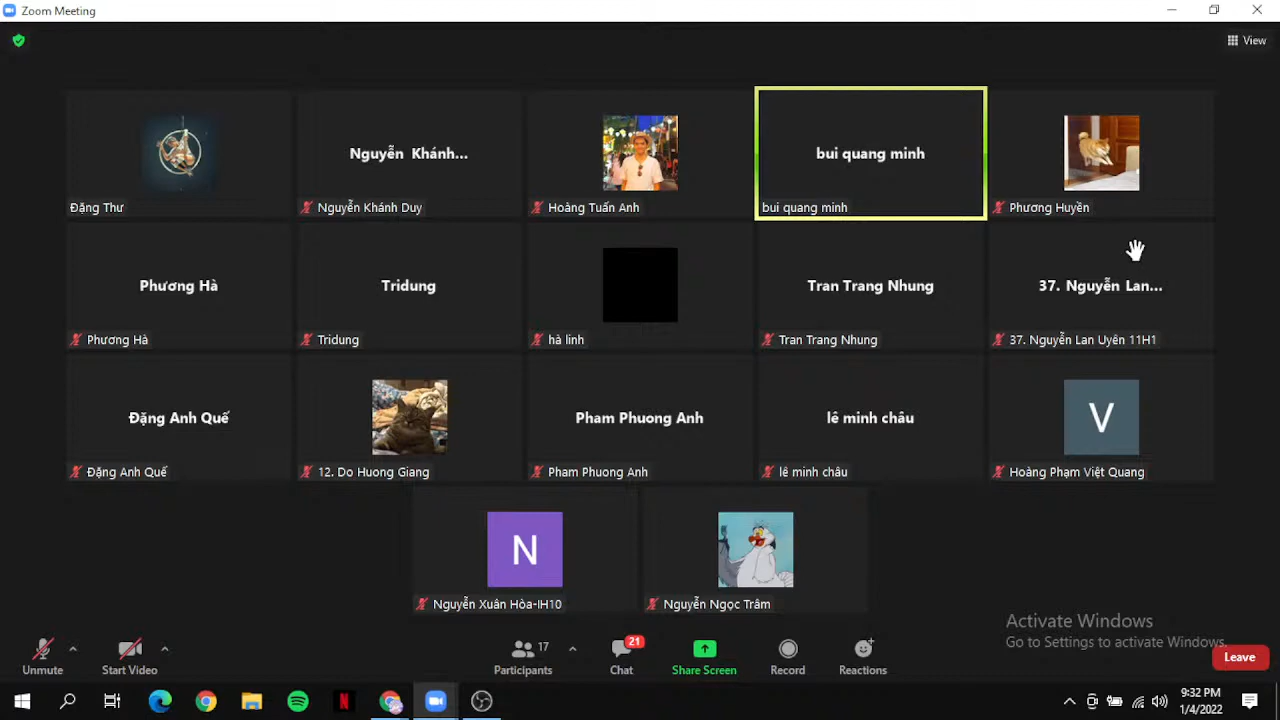 Zoom Meeting
View
Nguyễn Khánh...
bui quang minh
Đặng Thư
Nguyễn Khánh Duy
Hoàng Tuấn Anh
bui quang minh
Phương Huyền
Phương Hà
Tridung
Tran Trang Nhung
37. Nguyễn Lan...
Phương Hà
Tridung
hà linh
Tran Trang Nhung
37. Nguyễn Lan Uyên 11H1
Đặng Anh Quế
Pham Phuong Anh
lê minh châu
V
Đặng Anh Quế
12. Do Huong Giang
Pham Phuong Anh
lê minh châu
Hoàng Phạm Việt Quang
N
Nguyễn Xuân Hòa-IH10
Nguyễn Ngọc Trâm
Activate Windows
Go to Settings to activate Windows.
17
21
Unmute
Start Video
Participants
Chat
Share Screen
Record
Reactions
Leave
N
9:32 PM
1/4/2022